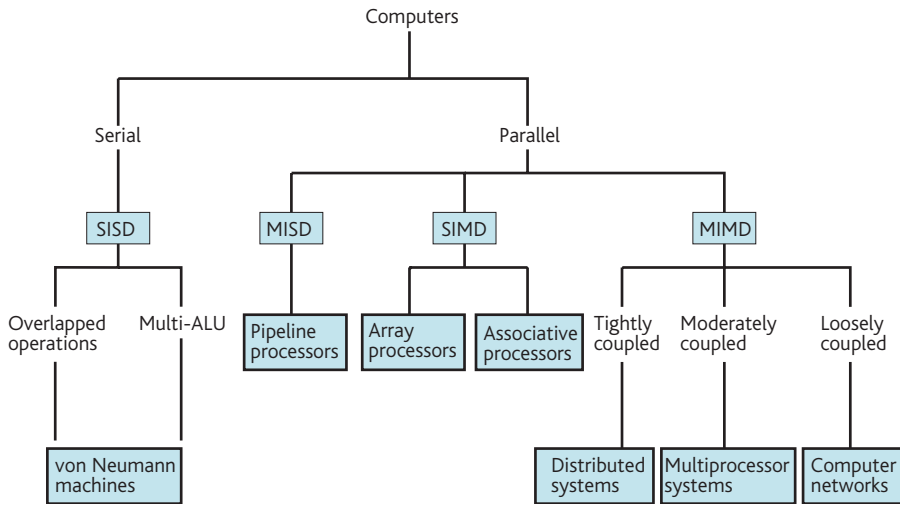 Computers
Serial
Parallel
SISD
MISD
SIMD
MIMD
Overlapped
operations
Multi-ALU
Pipeline
processors
Array
processors
Associative
processors
Tightly
coupled
Moderately
coupled
Loosely
coupled
von Neumann
machines
Distributed
systems
Multiprocessor
systems
Computer
networks